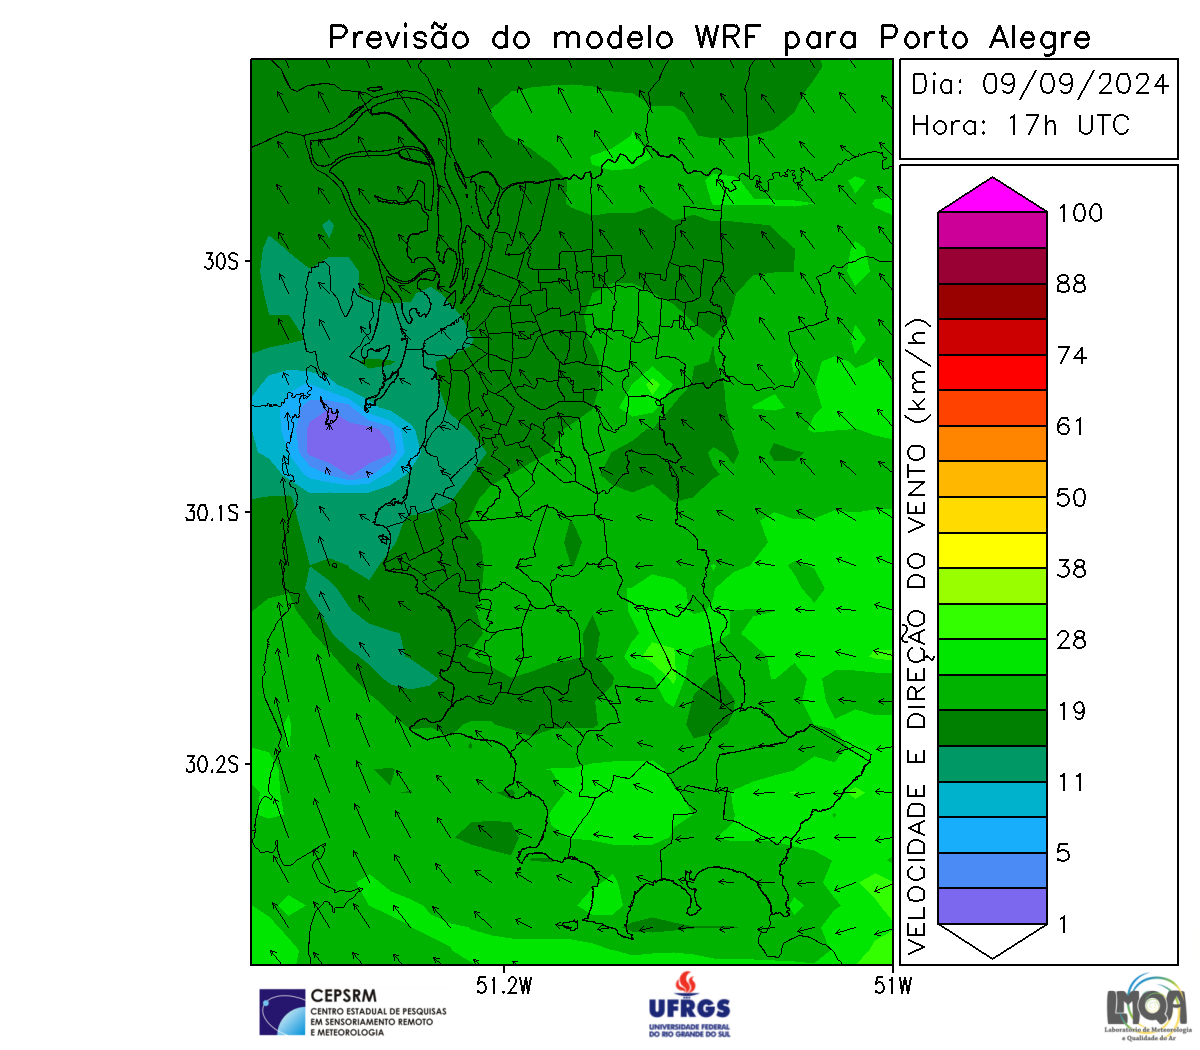 Previsão do modelo WRF para Porto Alegre
Dia: 09/09/2024
Hora: 17h UTC
100
88
74
61
50
38
28
19
11
5
1
VELOCIDADE E DIREÇÃO DO VENTO (km/h)
30S
30.1S
30.2S
51.2W
51W
CEPSRM
CENTRO ESTADUAL DE PESQUISAS
EM SENSORIAMENTO REMOTO
E METEOROLOGIA
UFRGS
UNIVERSIDADE FEDERAL
DO RIO GRANDE DO SUL
LMQA
Laboratório de Meteorologia
e Qualidade do Ar